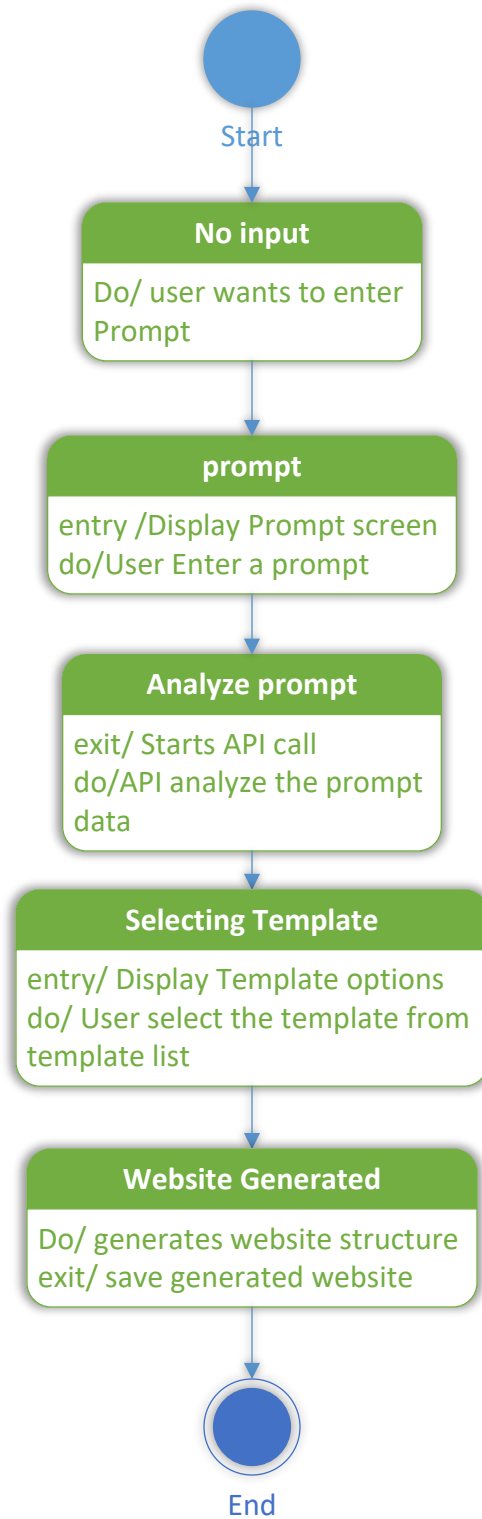 Start
No input
Do/ user wants to enter
Prompt
prompt
entry /Display Prompt screen
do/User Enter a prompt
Analyze prompt
exit/ Starts API call
do/API analyze the prompt
data
Selecting Template
entry/ Display Template options
do/ User select the template from
template list
Website Generated
Do/ generates website structure
exit/ save generated website
End